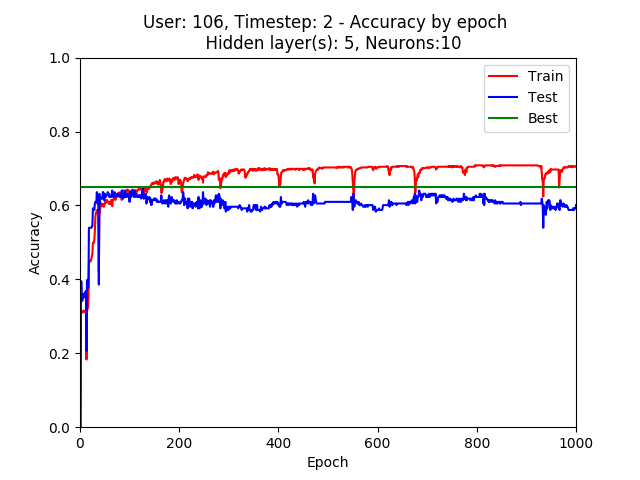 User: 106, Timestep: 2 - Accuracy by epoch
Hidden layer(s): 5, Neurons:10
1.0
0.8
0.6
0.4
0.2
0.0
Accuracy
Train
Test
Best
0 200 400 600 800 1000
Epoch